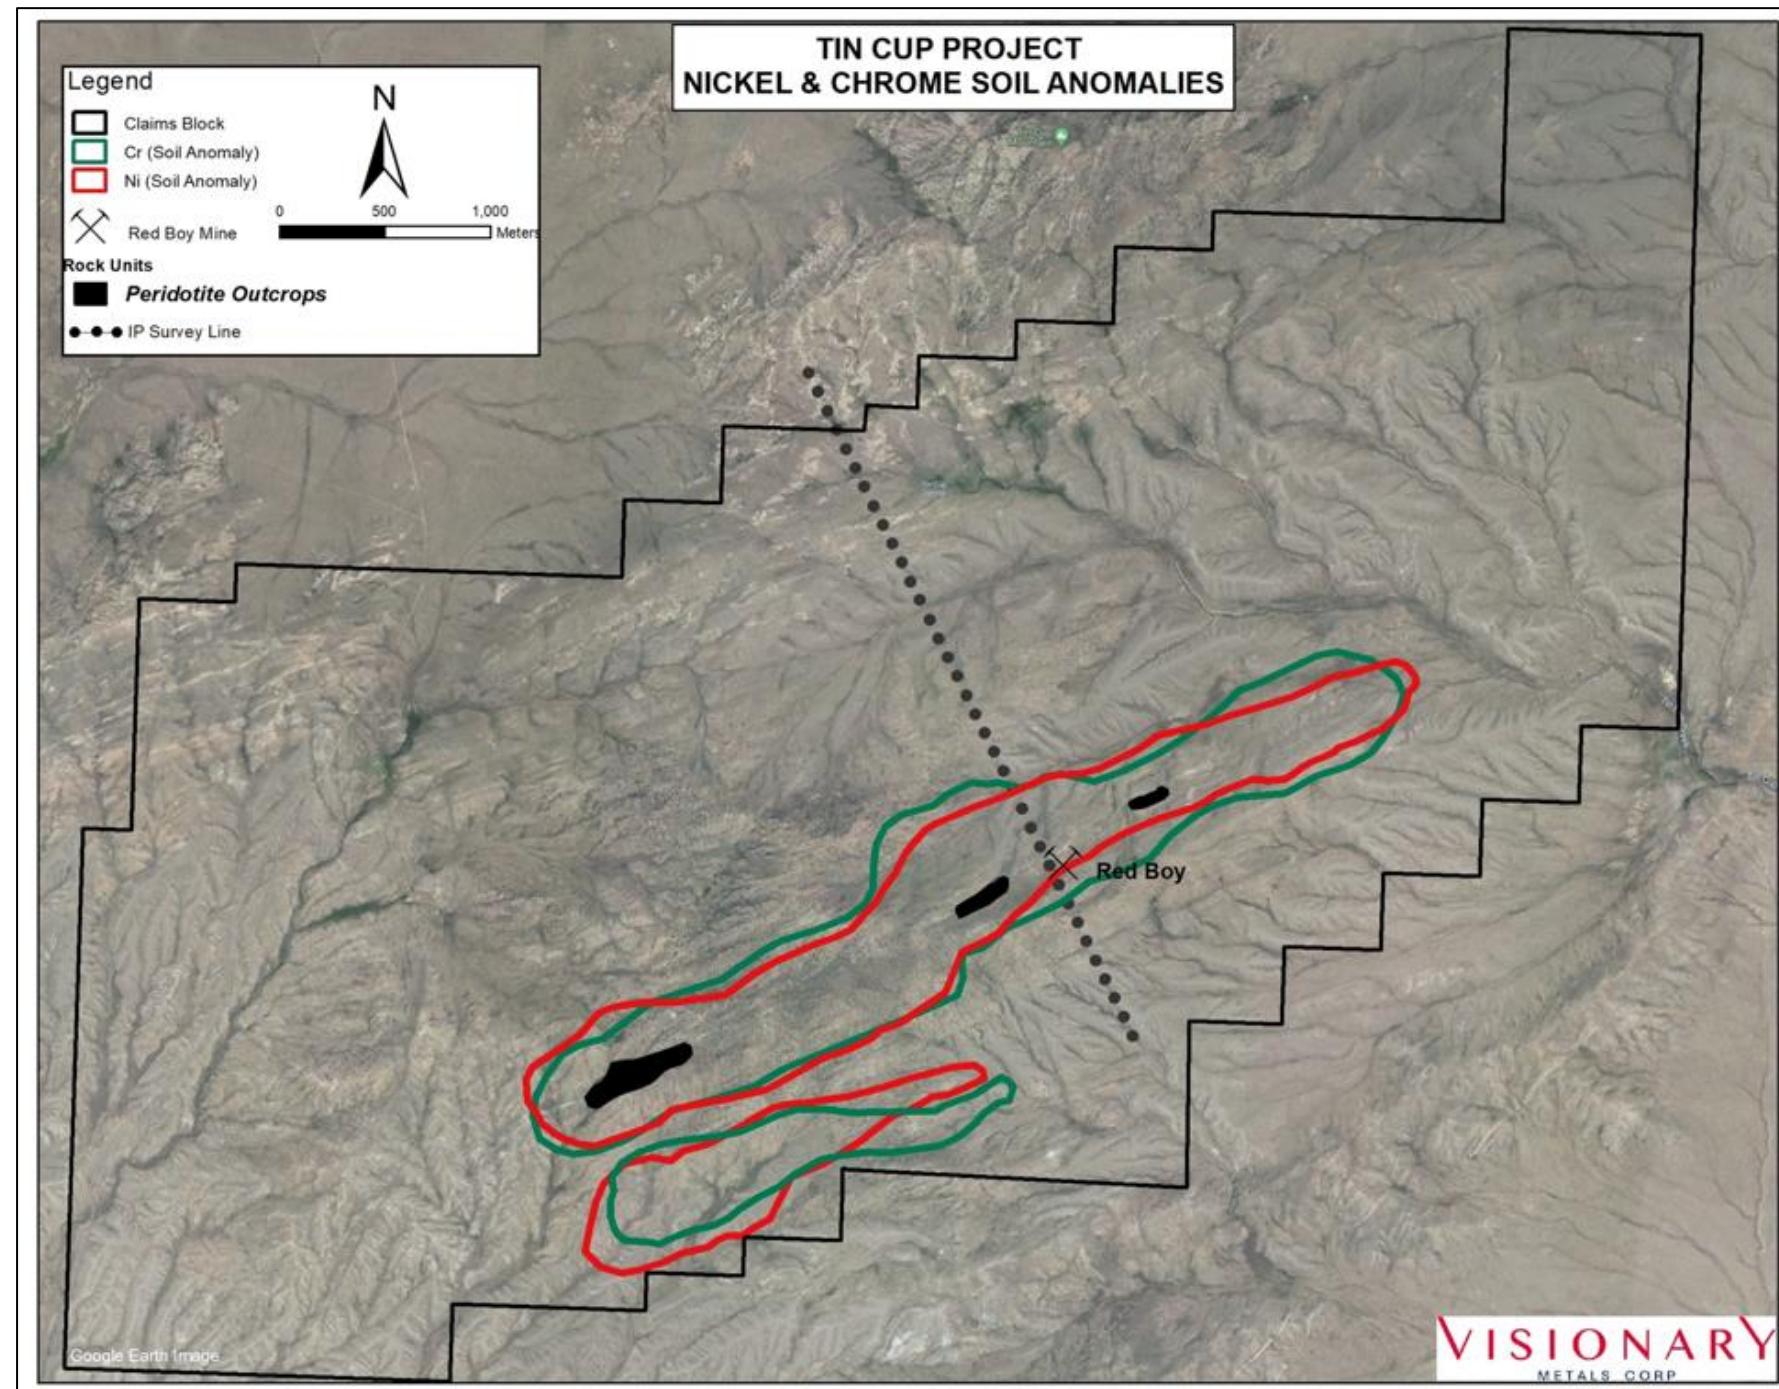 TIN CUP PROJECT
NICKEL & CHROME SOIL ANOMALIES
Legend
N
Claims Block
Cr (Soil Anomaly)
Ni (Soil Anomaly)
0 500 1,000
Meters
Red Boy Mine
Rock Units
Peridotite Outcrops
IP Survey Line
Red Boy
Google Earth Image
VISIONARY
METALS CORP